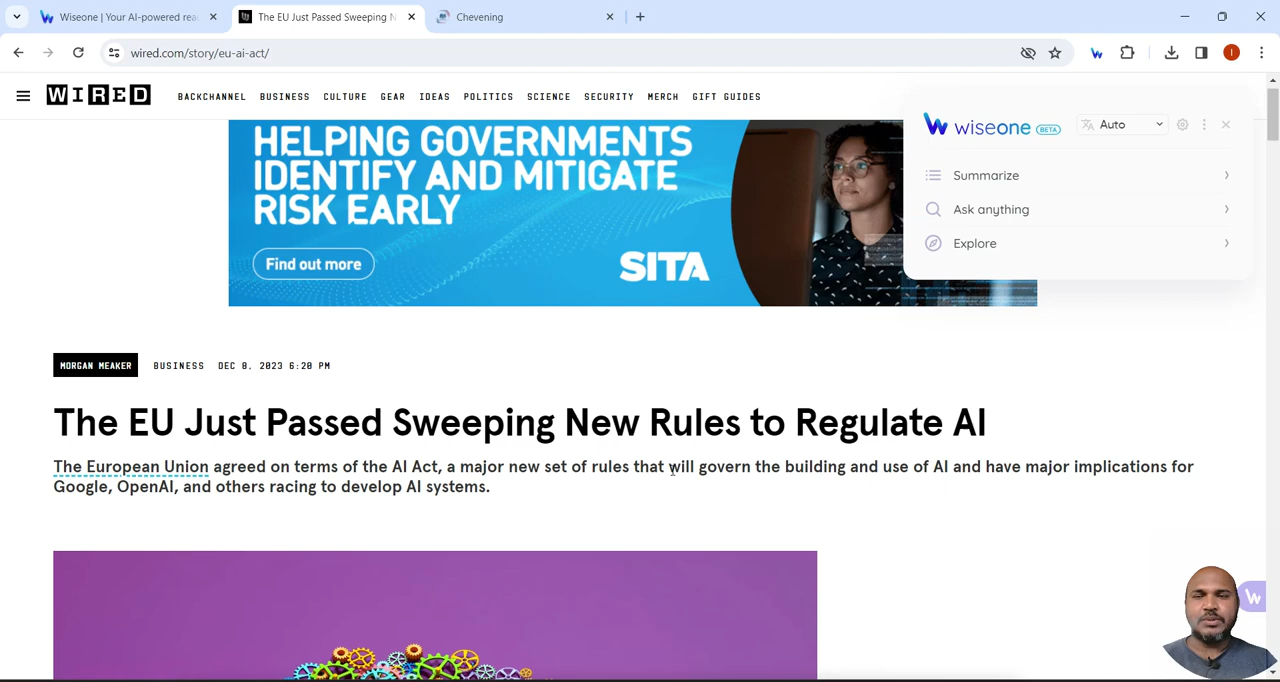 Wiseone | Your AI-powered rea
The EU Just Passed Sweeping N
Chevening
wired.com/story/eu-ai-act/
I
WIRED
BACKCHANNEL BUSINESS CULTURE GEAR IDEAS POLITICS SCIENCE SECURITY MERCH GIFT GUIDES
wiseone BETA
Auto
Summarize
Ask anything
Explore
HELPING GOVERNMENTS
IDENTIFY AND MITIGATE
RISK EARLY
Find out more
SITA
MORGAN MEAKER BUSINESS DEC 8, 2023 6:20 PM
The EU Just Passed Sweeping New Rules to Regulate AI
The European Union agreed on terms of the AI Act, a major new set of rules that will govern the building and use of AI and have major implications for
Google, OpenAI, and others racing to develop AI systems.